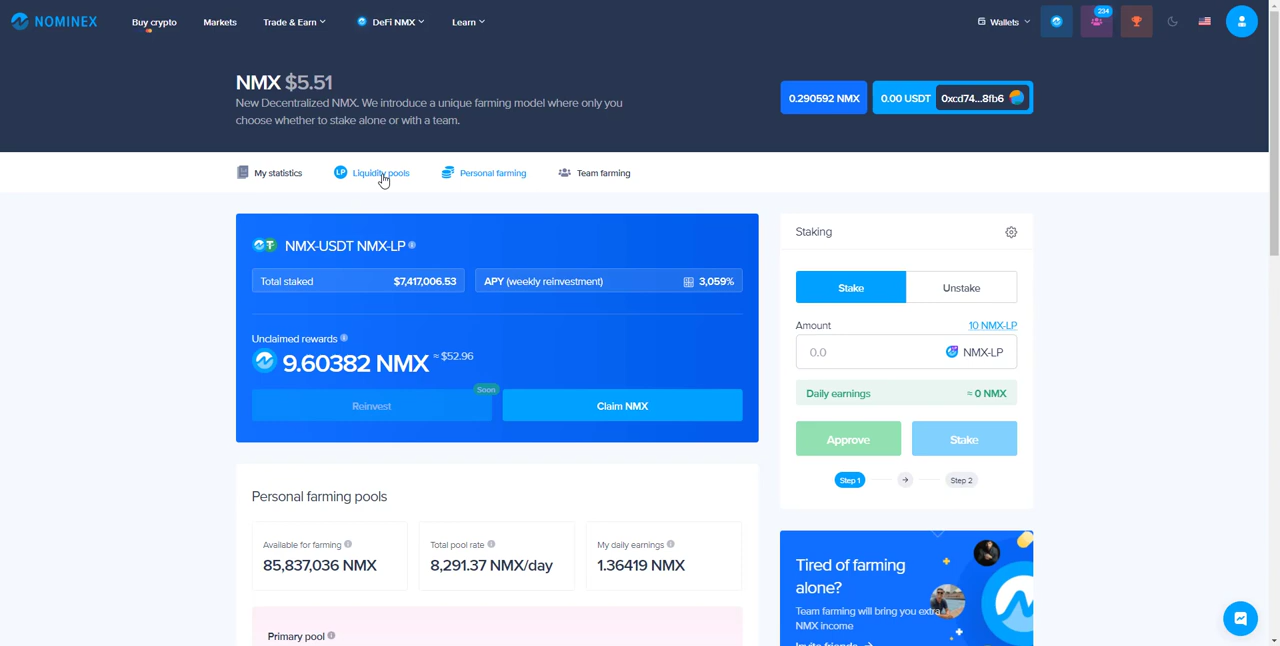 NOMINEX
Buy crypto
Markets
Trade & Earn
DeFi NMX
Learn
Wallets
234
NMX $5.51
New Decentralized NMX. We introduce a unique farming model where only you
choose whether to stake alone or with a team.
0.290592 NMX
0.00 USDT
0xcd74...8fb6
My statistics
LP
Liquidity pools
Personal farming
Team farming
NMX-USDT NMX-LP
Total staked
$7,417,006.53
APY (weekly reinvestment)
3,059%
Unclaimed rewards
9.60382 NMX ≈ $52.96
Reinvest
Soon
Claim NMX
Staking
Stake
Unstake
Amount
10 NMX-LP
0.0
NMX-LP
Daily earnings
≈ 0 NMX
Approve
Stake
Step 1
Step 2
Personal farming pools
Available for farming
85,837,036 NMX
Total pool rate
8,291.37 NMX/day
My daily earnings
1.36419 NMX
Primary pool
Tired of farming
alone?
Team farming will bring you extra
NMX income
Invite friends